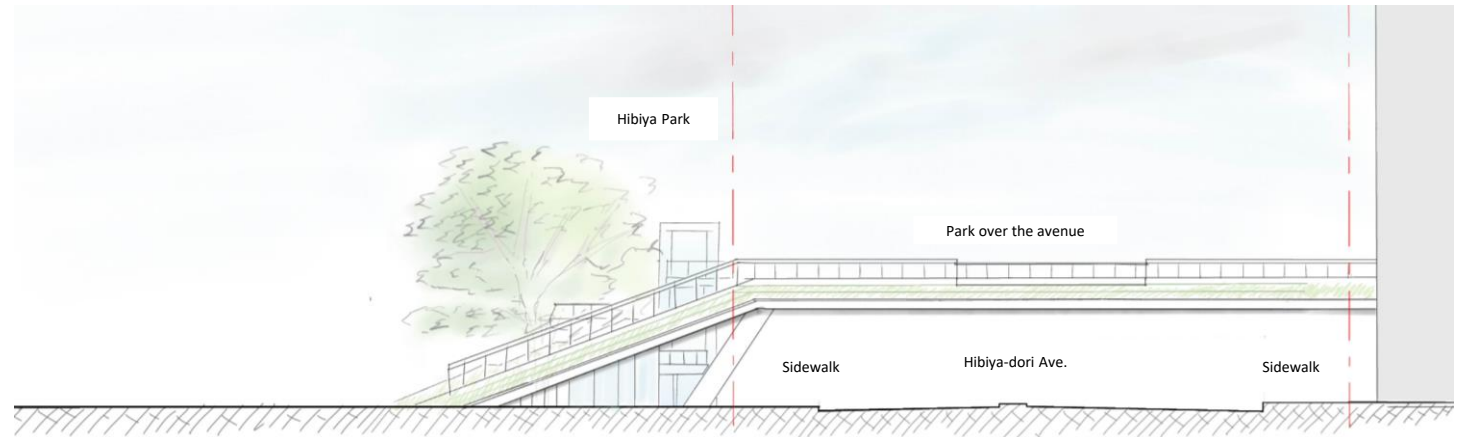 Hibiya Park
Park over the avenue
Sidewalk
Hibiya-dori Ave.
Sidewalk